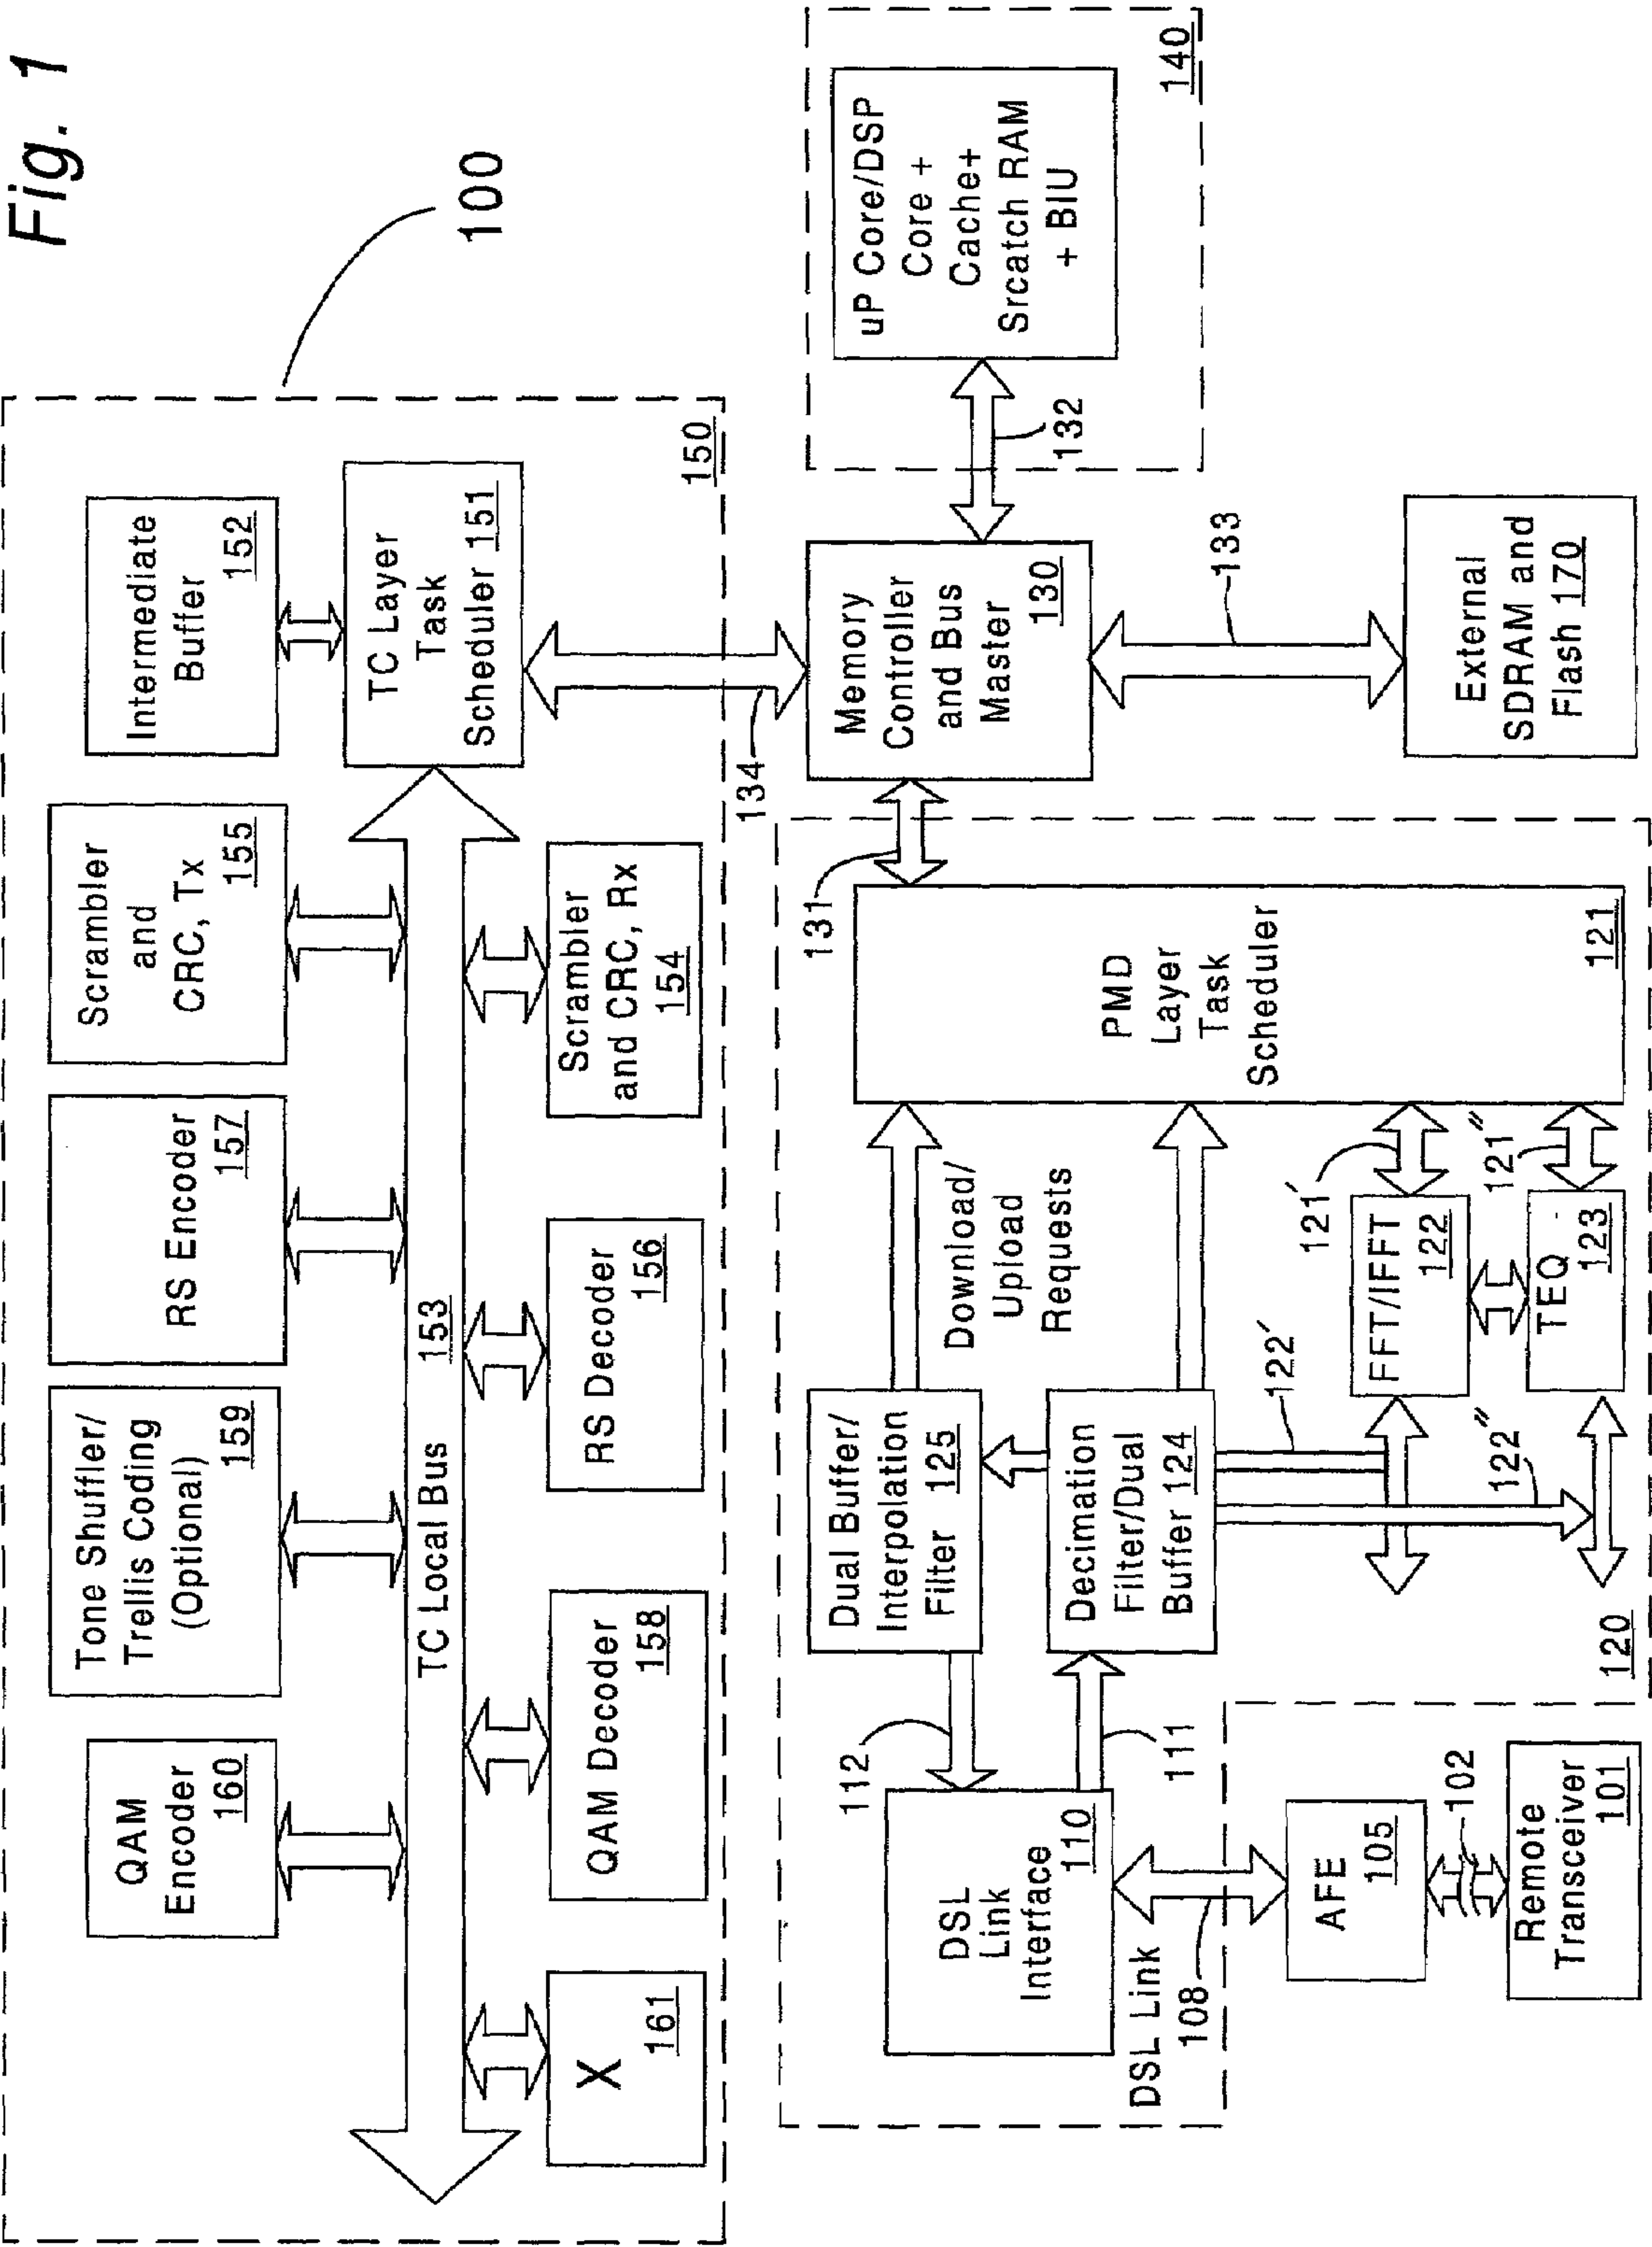 Fig. 1
100
QAM
Encoder
160
Tone Shuffler/
Trellis Coding
(Optional)
159
RS Encoder
157
Scrambler
and
CRC, Tx
155
Intermediate
Buffer
152
TC Local Bus 153
TC Layer
Task
Scheduler 151
X
161
QAM Decoder
158
RS Decoder
156
Scrambler
and CRC, Rx
154
150
134
DSL
Link
Interface
110
112
111
Dual Buffer/
Interpolation
Filter 125
Decimation
Filter/Dual
Buffer 124
Download/
Upload
Requests
PMD
Layer
Task
Scheduler
121
131
Memory
Controller
and Bus
Master
130
132
uP Core/DSP
Core +
Cache+
Srcatch RAM
+ BIU
140
133
External
SDRAM and
Flash 170
122′
122″
121′
121″
FFT/IFFT
122
TEQ
123
120
DSL Link
108
AFE
105
102
Remote
Transceiver
101